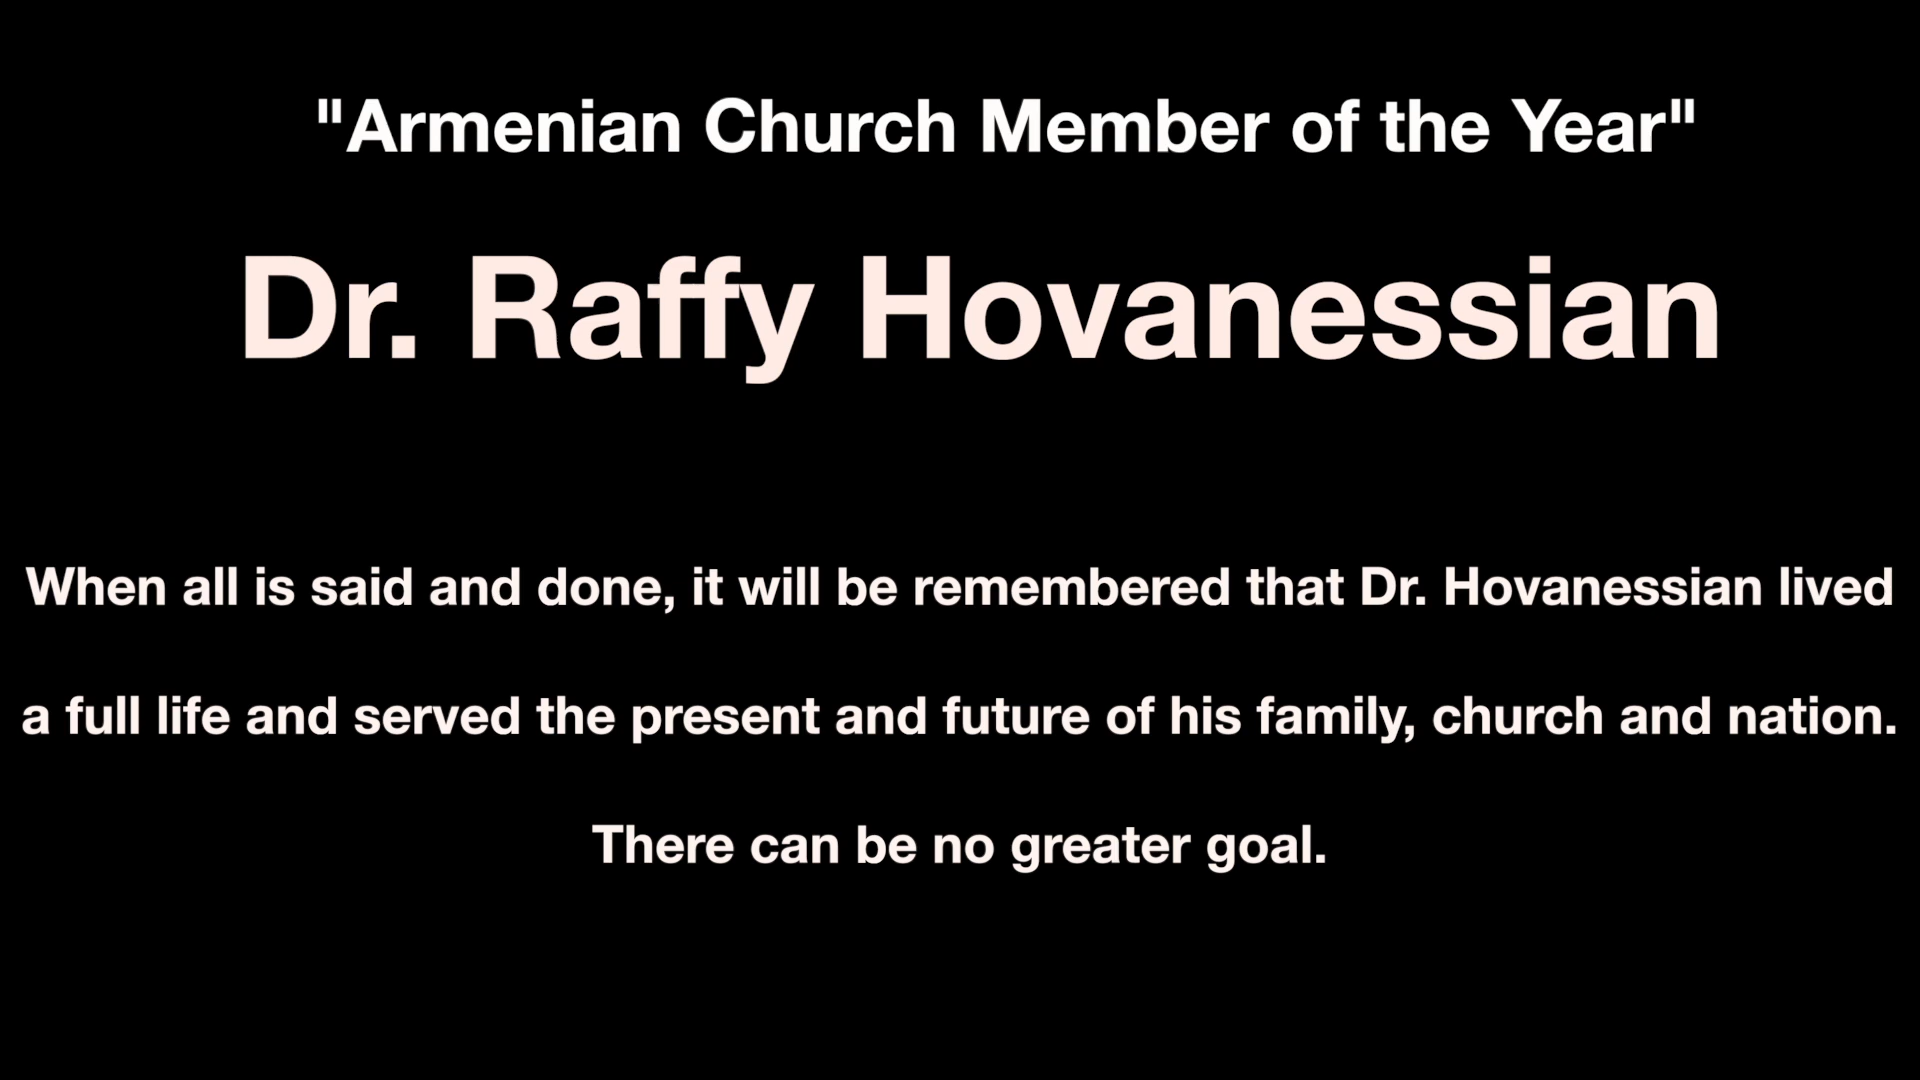 "Armenian Church Member of the Year"
Dr. Raffy Hovanessian
When all is said and done, it will be remembered that Dr. Hovanessian lived
a full life and served the present and future of his family, church and nation.
There can be no greater goal.